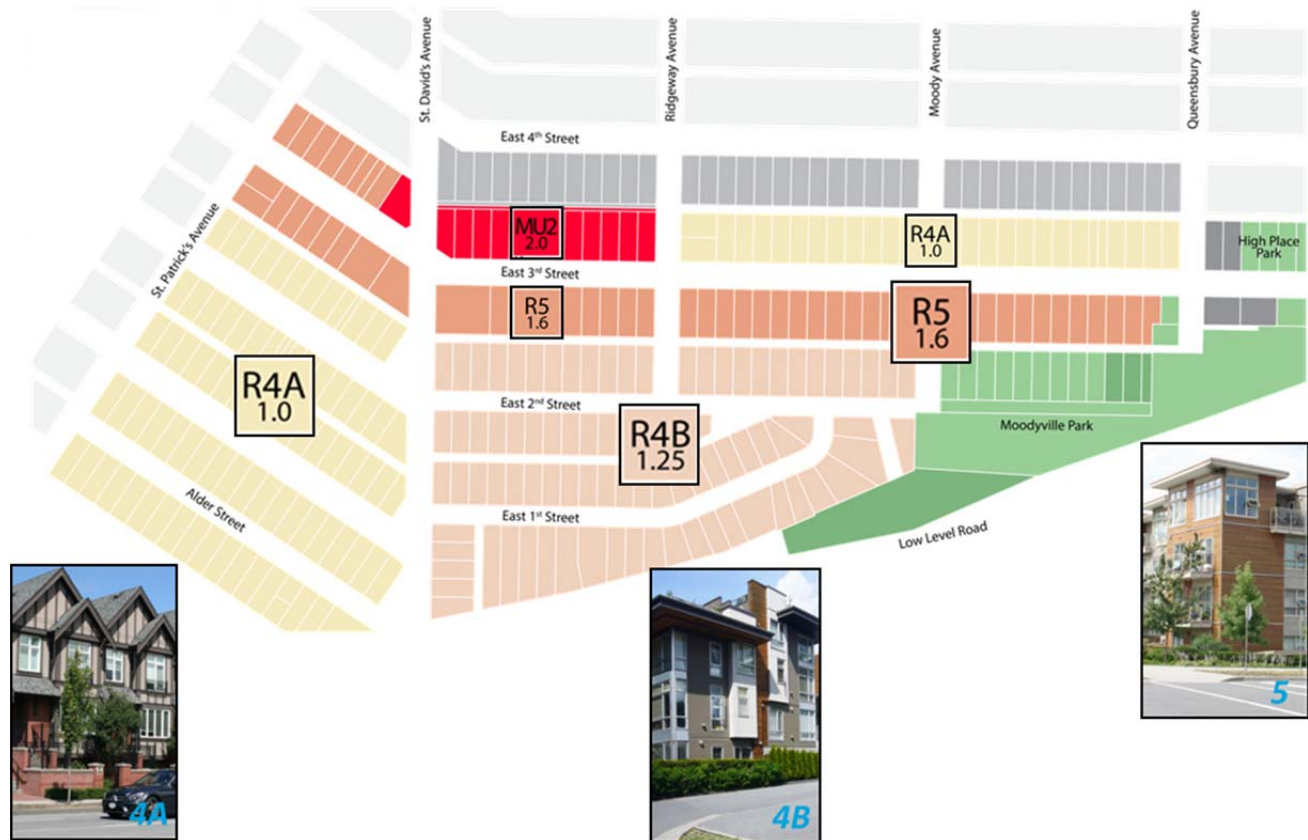 St. David's Avenue
Ridgeway Avenue
Moody Avenue
Queensbury Avenue
East 4th Street
St. Patrick's Avenue
MU2
2.0
R4A
1.0
High Place
Park
East 3rd Street
R5
1.6
R5
1.6
R4A
1.0
East 2nd Street
R4B
1.25
Moodyville Park
Alder Street
East 1st Street
Low Level Road
4A
4B
5